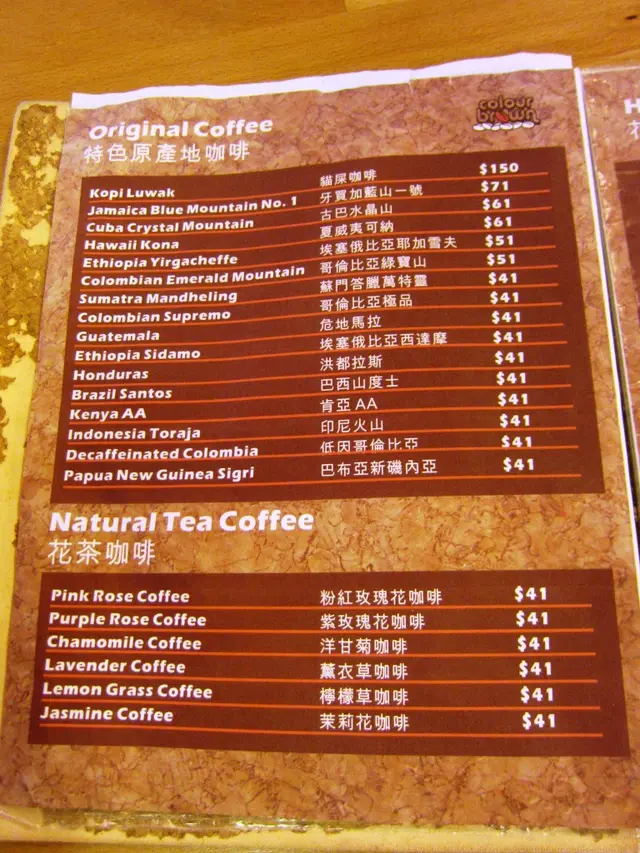 colour
brown
Original Coffee
特色原產地咖啡
Kopi Luwak 貓屎咖啡 $150
Jamaica Blue Mountain No. 1 牙買加藍山一號 $71
Cuba Crystal Mountain 古巴水晶山 $61
Hawaii Kona 夏威夷可納 $61
Ethiopia Yirgacheffe 埃塞俄比亞耶加雪夫 $51
Colombian Emerald Mountain 哥倫比亞綠寶山 $51
Sumatra Mandheling 蘇門答臘萬特靈 $41
Colombian Supremo 哥倫比亞極品 $41
Guatemala 危地馬拉 $41
Ethiopia Sidamo 埃塞俄比亞西達摩 $41
Honduras 洪都拉斯 $41
Brazil Santos 巴西山度士 $41
Kenya AA 肯亞 AA $41
Indonesia Toraja 印尼火山 $41
Decaffeinated Colombia 低因哥倫比亞 $41
Papua New Guinea Sigri 巴布亞新磯內亞 $41
Natural Tea Coffee
花茶咖啡
Pink Rose Coffee 粉紅玫瑰花咖啡 $41
Purple Rose Coffee 紫玫瑰花咖啡 $41
Chamomile Coffee 洋甘菊咖啡 $41
Lavender Coffee 薰衣草咖啡 $41
Lemon Grass Coffee 檸檬草咖啡 $41
Jasmine Coffee 茉莉花咖啡 $41